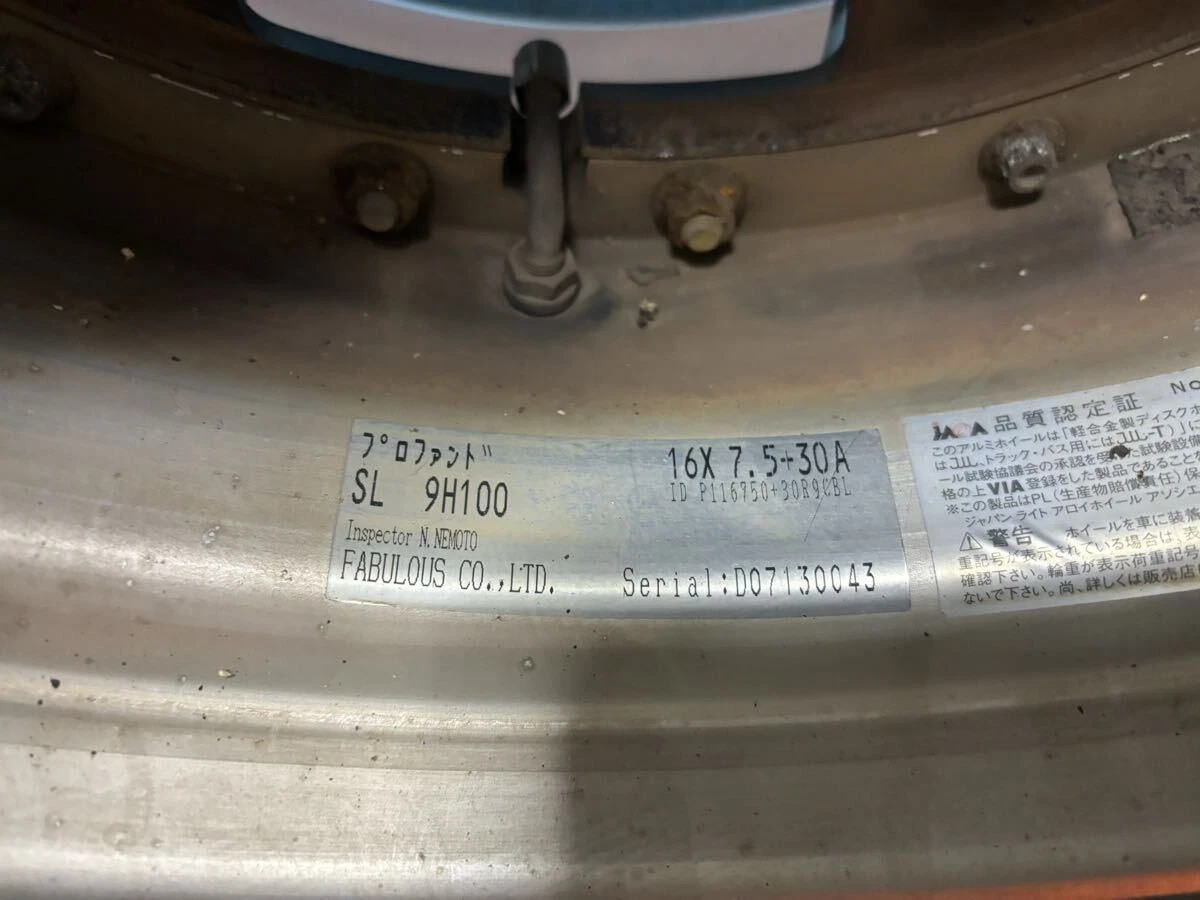 プロファンド
SL 9H100
16X 7.5+30A
ID P116750+30R9CBL
Inspector N.NEMOTO
FABULOUS CO.,LTD.
Serial:D07130043
JAWA 品質認定証 No
このアルミホイールは「軽合金製ディスクホ
はJWL、トラック・バス用にはJWL-T)」に
ール試験協議会の承認を受けた試験設備
格の上VIA登録をした製品であること
※この製品はPL(生産物賠償責任)保
ジャパンライトアロイホイール アソシエ
⚠警告 ホイールを車に装着
重記号が表示されている場合は、表
確認下さい。輪重が表示荷重記号
ないで下さい。尚、詳しくは販売店